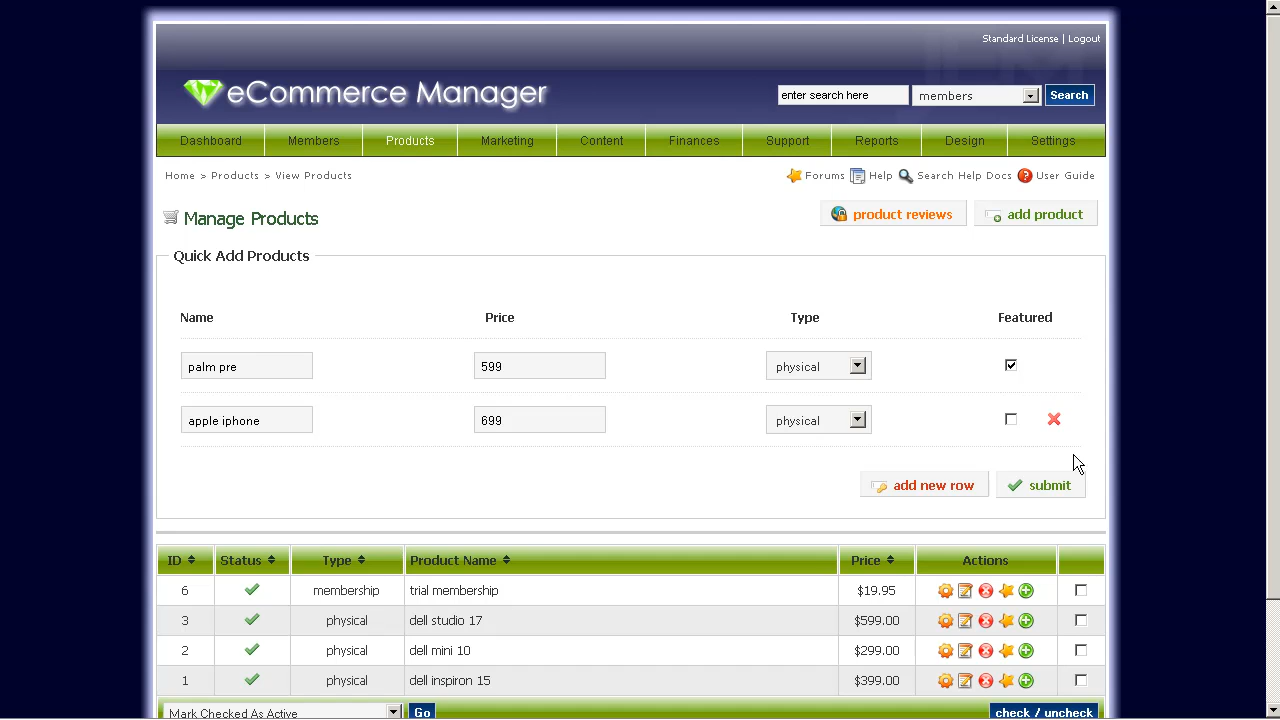 Standard License | Logout
eCommerce Manager
enter search here members Search
Dashboard Members Products Marketing Content Finances Support Reports Design Settings
Home > Products > View Products Forums Help Search Help Docs User Guide
Manage Products product reviews add product
Quick Add Products
Name Price Type Featured
palm pre 599 physical
apple iphone 699 physical
add new row submit
ID Status Type Product Name Price Actions
6 membership trial membership $19.95
3 physical dell studio 17 $599.00
2 physical dell mini 10 $299.00
1 physical dell inspiron 15 $399.00
Mark Checked As Active Go check / uncheck